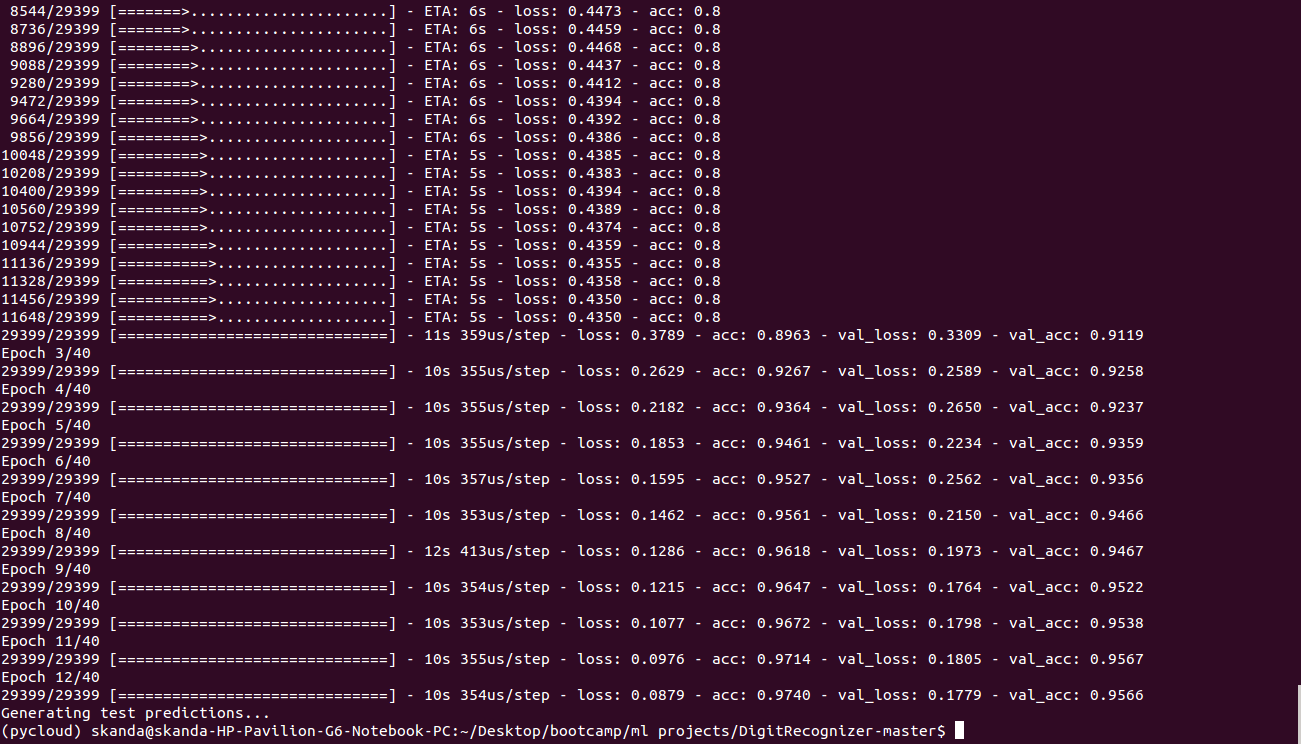 8544/29399 [=======>......................] - ETA: 6s - loss: 0.4473 - acc: 0.8
8736/29399 [=======>......................] - ETA: 6s - loss: 0.4459 - acc: 0.8
8896/29399 [========>.....................] - ETA: 6s - loss: 0.4468 - acc: 0.8
9088/29399 [========>.....................] - ETA: 6s - loss: 0.4437 - acc: 0.8
9280/29399 [========>.....................] - ETA: 6s - loss: 0.4412 - acc: 0.8
9472/29399 [========>.....................] - ETA: 6s - loss: 0.4394 - acc: 0.8
9664/29399 [========>.....................] - ETA: 6s - loss: 0.4392 - acc: 0.8
9856/29399 [=========>....................] - ETA: 6s - loss: 0.4386 - acc: 0.8
10048/29399 [=========>....................] - ETA: 5s - loss: 0.4385 - acc: 0.8
10208/29399 [=========>....................] - ETA: 5s - loss: 0.4383 - acc: 0.8
10400/29399 [=========>....................] - ETA: 5s - loss: 0.4394 - acc: 0.8
10560/29399 [=========>....................] - ETA: 5s - loss: 0.4389 - acc: 0.8
10752/29399 [=========>....................] - ETA: 5s - loss: 0.4374 - acc: 0.8
10944/29399 [==========>...................] - ETA: 5s - loss: 0.4359 - acc: 0.8
11136/29399 [==========>...................] - ETA: 5s - loss: 0.4355 - acc: 0.8
11328/29399 [==========>...................] - ETA: 5s - loss: 0.4358 - acc: 0.8
11456/29399 [==========>...................] - ETA: 5s - loss: 0.4350 - acc: 0.8
11648/29399 [==========>...................] - ETA: 5s - loss: 0.4350 - acc: 0.8
29399/29399 [==============================] - 11s 359us/step - loss: 0.3789 - acc: 0.8963 - val_loss: 0.3309 - val_acc: 0.9119
Epoch 3/40
29399/29399 [==============================] - 10s 355us/step - loss: 0.2629 - acc: 0.9267 - val_loss: 0.2589 - val_acc: 0.9258
Epoch 4/40
29399/29399 [==============================] - 10s 355us/step - loss: 0.2182 - acc: 0.9364 - val_loss: 0.2650 - val_acc: 0.9237
Epoch 5/40
29399/29399 [==============================] - 10s 355us/step - loss: 0.1853 - acc: 0.9461 - val_loss: 0.2234 - val_acc: 0.9359
Epoch 6/40
29399/29399 [==============================] - 10s 357us/step - loss: 0.1595 - acc: 0.9527 - val_loss: 0.2562 - val_acc: 0.9356
Epoch 7/40
29399/29399 [==============================] - 10s 353us/step - loss: 0.1462 - acc: 0.9561 - val_loss: 0.2150 - val_acc: 0.9466
Epoch 8/40
29399/29399 [==============================] - 12s 413us/step - loss: 0.1286 - acc: 0.9618 - val_loss: 0.1973 - val_acc: 0.9467
Epoch 9/40
29399/29399 [==============================] - 10s 354us/step - loss: 0.1215 - acc: 0.9647 - val_loss: 0.1764 - val_acc: 0.9522
Epoch 10/40
29399/29399 [==============================] - 10s 353us/step - loss: 0.1077 - acc: 0.9672 - val_loss: 0.1798 - val_acc: 0.9538
Epoch 11/40
29399/29399 [==============================] - 10s 355us/step - loss: 0.0976 - acc: 0.9714 - val_loss: 0.1805 - val_acc: 0.9567
Epoch 12/40
29399/29399 [==============================] - 10s 354us/step - loss: 0.0879 - acc: 0.9740 - val_loss: 0.1779 - val_acc: 0.9566
Generating test predictions...
(pycloud) skanda@skanda-HP-Pavilion-G6-Notebook-PC:~/Desktop/bootcamp/ml projects/DigitRecognizer-master$